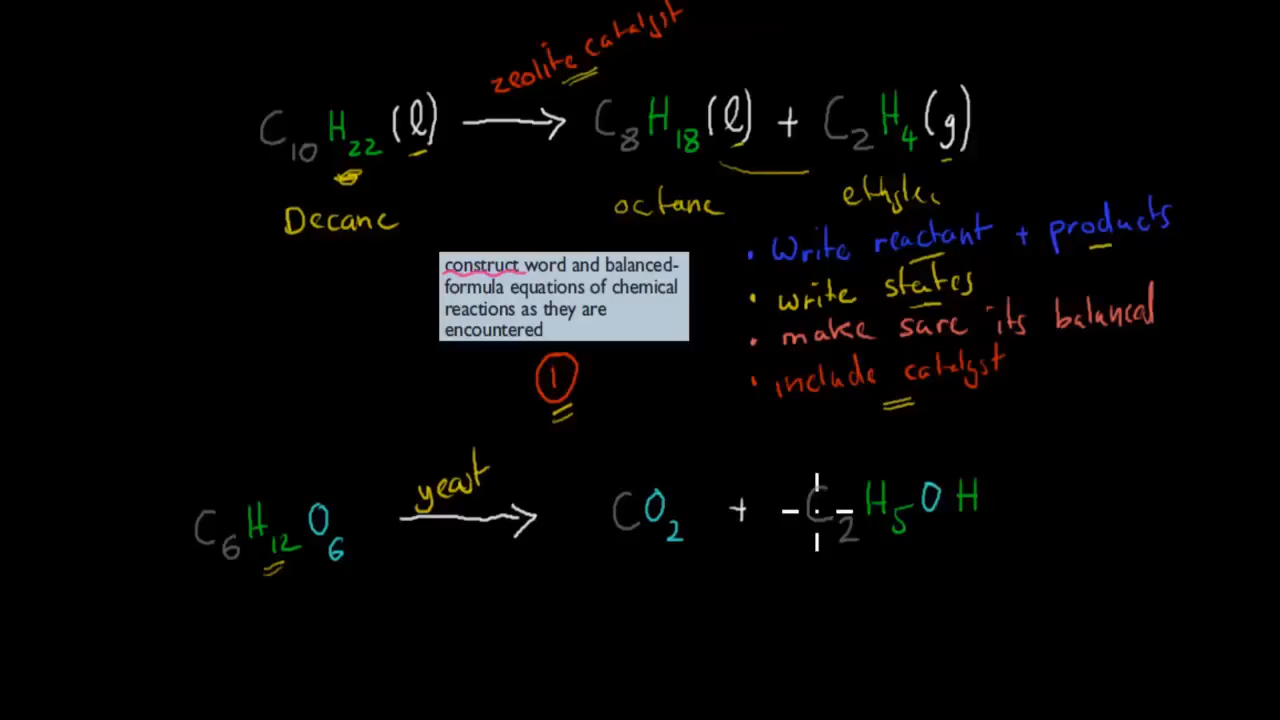 zeolite catalyst
C10H22(l) → C8H18(l) + C2H4(g)
Decane octane ethylec
• Write reactant + products
• write states
• make sure its balanced
• include catalyst
construct word and balanced-
formula equations of chemical
reactions as they are
encountered
1
yeast
C6H12O6 → CO2 + C2H5OH